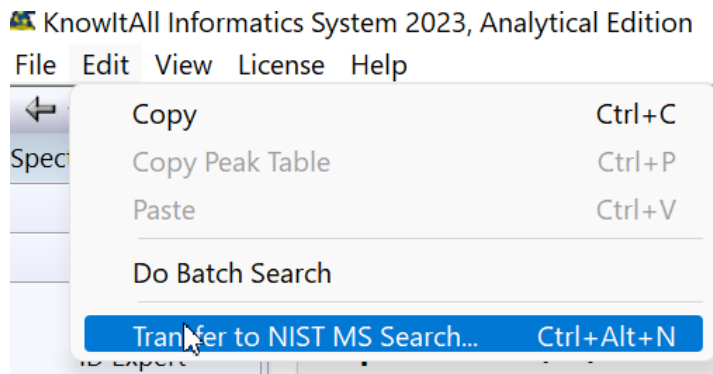 KnowItAll Informatics System 2023, Analytical Edition
File Edit View License Help
Copy Ctrl+C
Spect
Copy Peak Table Ctrl+P
Paste Ctrl+V
Do Batch Search
Transfer to NIST MS Search... Ctrl+Alt+N
ID Expert